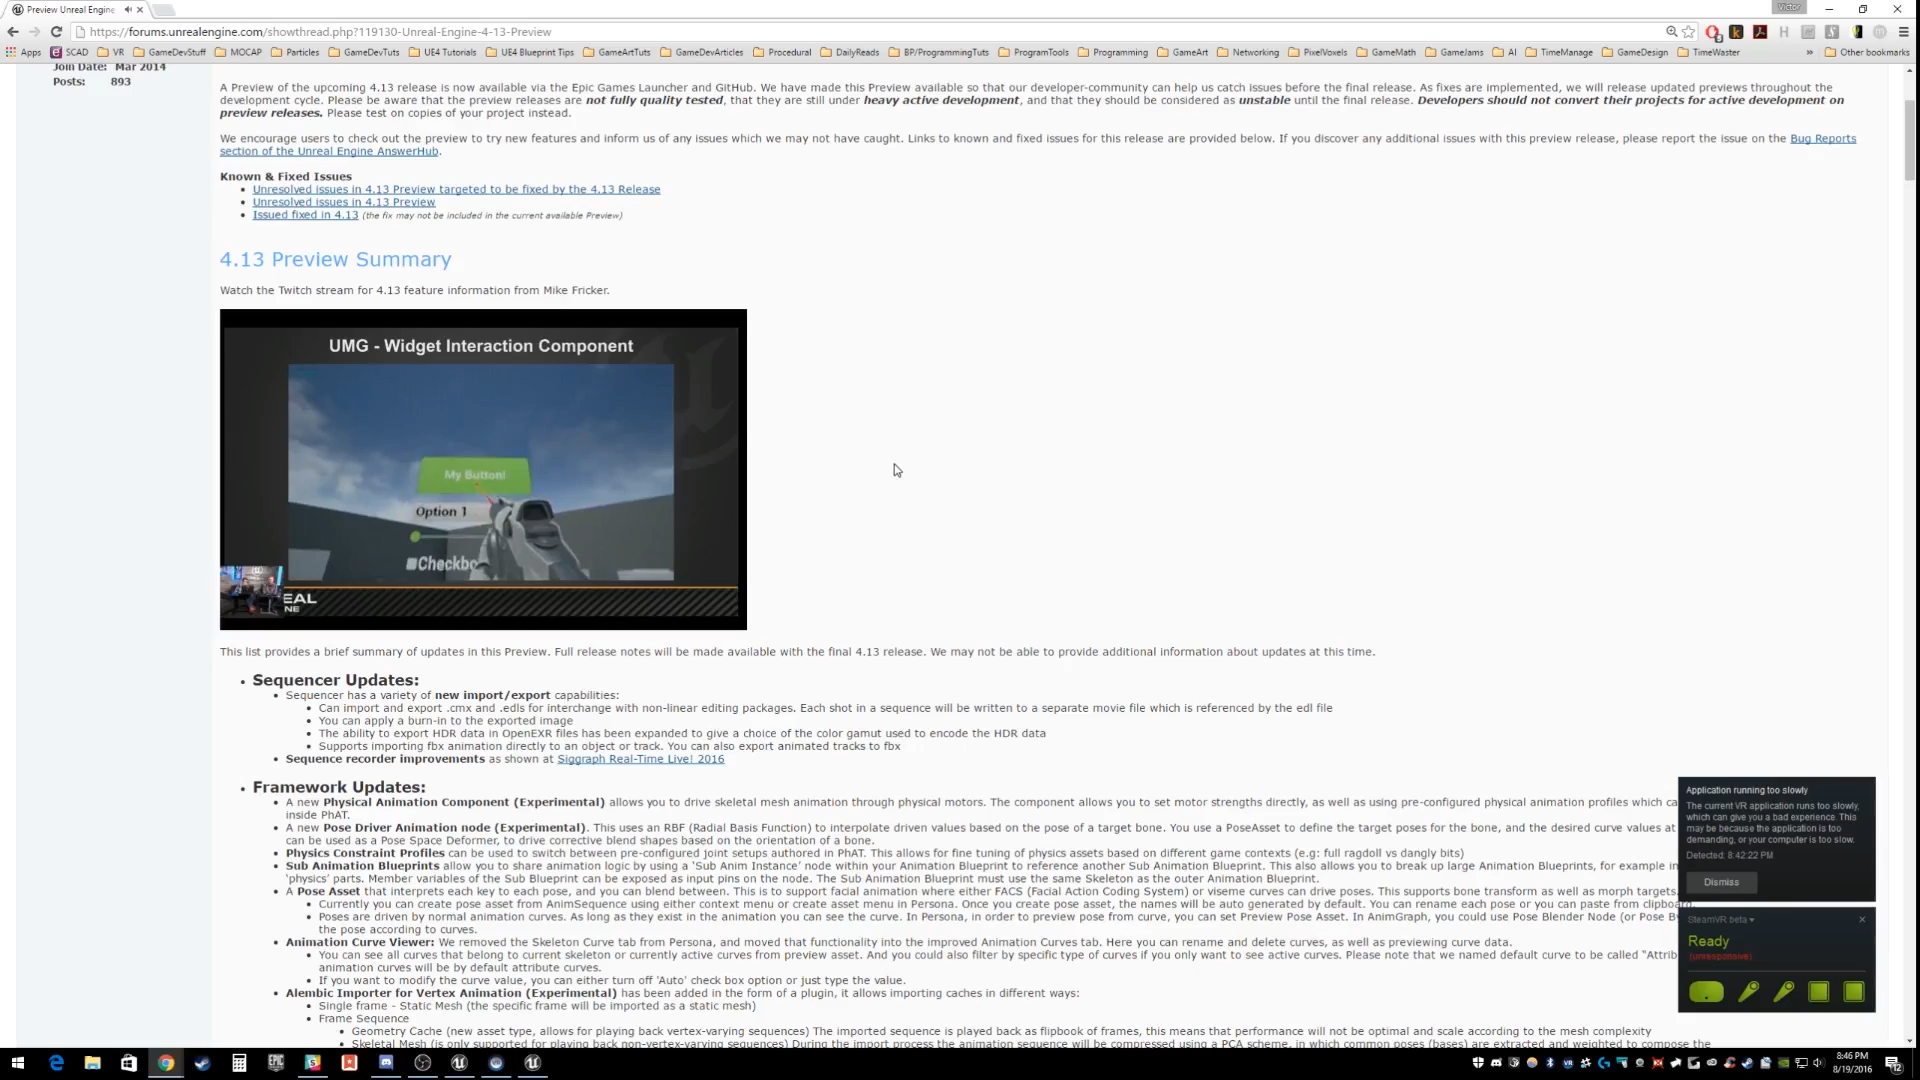 Preview Unreal Engine
Victor
https://forums.unrealengine.com/showthread.php?119130-Unreal-Engine-4-13-Preview
Apps SCAD VR GameDevStuff MOCAP Particles GameDevTuts UE4 Tutorials UE4 Blueprint Tips GameArtTuts GameDevArticles Procedural DailyReads BP/ProgrammingTuts ProgramTools Programming GameArt Networking PixelVoxels GameMath GameJams AI TimeManage GameDesign TimeWaster » Other bookmarks
Join Date: Mar 2014
Posts: 893
A Preview of the upcoming 4.13 release is now available via the Epic Games Launcher and GitHub. We have made this Preview available so that our developer-community can help us catch issues before the final release. As fixes are implemented, we will release updated previews throughout the
development cycle. Please be aware that the preview releases are not fully quality tested, that they are still under heavy active development, and that they should be considered as unstable until the final release. Developers should not convert their projects for active development on
preview releases. Please test on copies of your project instead.
We encourage users to check out the preview to try new features and inform us of any issues which we may not have caught. Links to known and fixed issues for this release are provided below. If you discover any additional issues with this preview release, please report the issue on the Bug Reports
section of the Unreal Engine AnswerHub.
Known & Fixed Issues
• Unresolved issues in 4.13 Preview targeted to be fixed by the 4.13 Release
• Unresolved issues in 4.13 Preview
• Issued fixed in 4.13 (the fix may not be included in the current available Preview)
4.13 Preview Summary
Watch the Twitch stream for 4.13 feature information from Mike Fricker.
UMG - Widget Interaction Component
My Button!
Option 1
Checkbo
EAL
NE
This list provides a brief summary of updates in this Preview. Full release notes will be made available with the final 4.13 release. We may not be able to provide additional information about updates at this time.
• Sequencer Updates:
• Sequencer has a variety of new import/export capabilities:
• Can import and export .cmx and .edls for interchange with non-linear editing packages. Each shot in a sequence will be written to a separate movie file which is referenced by the edl file
• You can apply a burn-in to the exported image
• The ability to export HDR data in OpenEXR files has been expanded to give a choice of the color gamut used to encode the HDR data
• Supports importing fbx animation directly to an object or track. You can also export animated tracks to fbx
• Sequence recorder improvements as shown at Siggraph Real-Time Live! 2016
• Framework Updates:
• A new Physical Animation Component (Experimental) allows you to drive skeletal mesh animation through physical motors. The component allows you to set motor strengths directly, as well as using pre-configured physical animation profiles which ca
inside PhAT.
• A new Pose Driver Animation node (Experimental). This uses an RBF (Radial Basis Function) to interpolate driven values based on the pose of a target bone. You use a PoseAsset to define the target poses for the bone, and the desired curve values at
can be used as a Pose Space Deformer, to drive corrective blend shapes based on the orientation of a bone.
• Physics Constraint Profiles can be used to switch between pre-configured joint setups authored in PhAT. This allows for fine tuning of physics assets based on different game contexts (e.g: full ragdoll vs dangly bits)
• Sub Animation Blueprints allow you to share animation logic by using a 'Sub Anim Instance' node within your Animation Blueprint to reference another Sub Animation Blueprint. This also allows you to break up large Animation Blueprints, for example in
'physics' parts. Member variables of the Sub Blueprint can be exposed as input pins on the node. The Sub Animation Blueprint must use the same Skeleton as the outer Animation Blueprint.
• A Pose Asset that interprets each key to each pose, and you can blend between. This is to support facial animation where either FACS (Facial Action Coding System) or viseme curves can drive poses. This supports bone transform as well as morph targets.
• Currently you can create pose asset from AnimSequence using either context menu or create asset menu in Persona. Once you create pose asset, the names will be auto generated by default. You can rename each pose or you can paste from clipboard.
• Poses are driven by normal animation curves. As long as they exist in the animation you can see the curve. In Persona, in order to preview pose from curve, you can set Preview Pose Asset. In AnimGraph, you could use Pose Blender Node (or Pose By
the pose according to curves.
• Animation Curve Viewer: We removed the Skeleton Curve tab from Persona, and moved that functionality into the improved Animation Curves tab. Here you can rename and delete curves, as well as previewing curve data.
• You can see all curves that belong to current skeleton or currently active curves from preview asset. And you could also filter by specific type of curves if you only want to see active curves. Please note that we named default curve to be called "Attrib
animation curves will be by default attribute curves.
• If you want to modify the curve value, you can either turn off 'Auto' check box option or just type the value.
• Alembic Importer for Vertex Animation (Experimental) has been added in the form of a plugin, it allows importing caches in different ways:
• Single frame - Static Mesh (the specific frame will be imported as a static mesh)
• Frame Sequence
• Geometry Cache (new asset type, allows for playing back vertex-varying sequences) The imported sequence is played back as flipbook of frames, this means that performance will not be optimal and scale according to the mesh complexity
• Skeletal Mesh (is only supported for playing back non-vertex-varying sequences) During the import process the animation sequence will be compressed using a PCA scheme, in which common poses (bases) are extracted and weighted to compose the
Application running too slowly
The current VR application runs too slowly,
which can give you a bad experience. This
may be because the application is too
demanding, or your computer is too slow.
Detected: 8:42:22 PM
Dismiss
SteamVR beta
Ready
(unresponsive)
EPIC
8:46 PM
8/19/2016
12